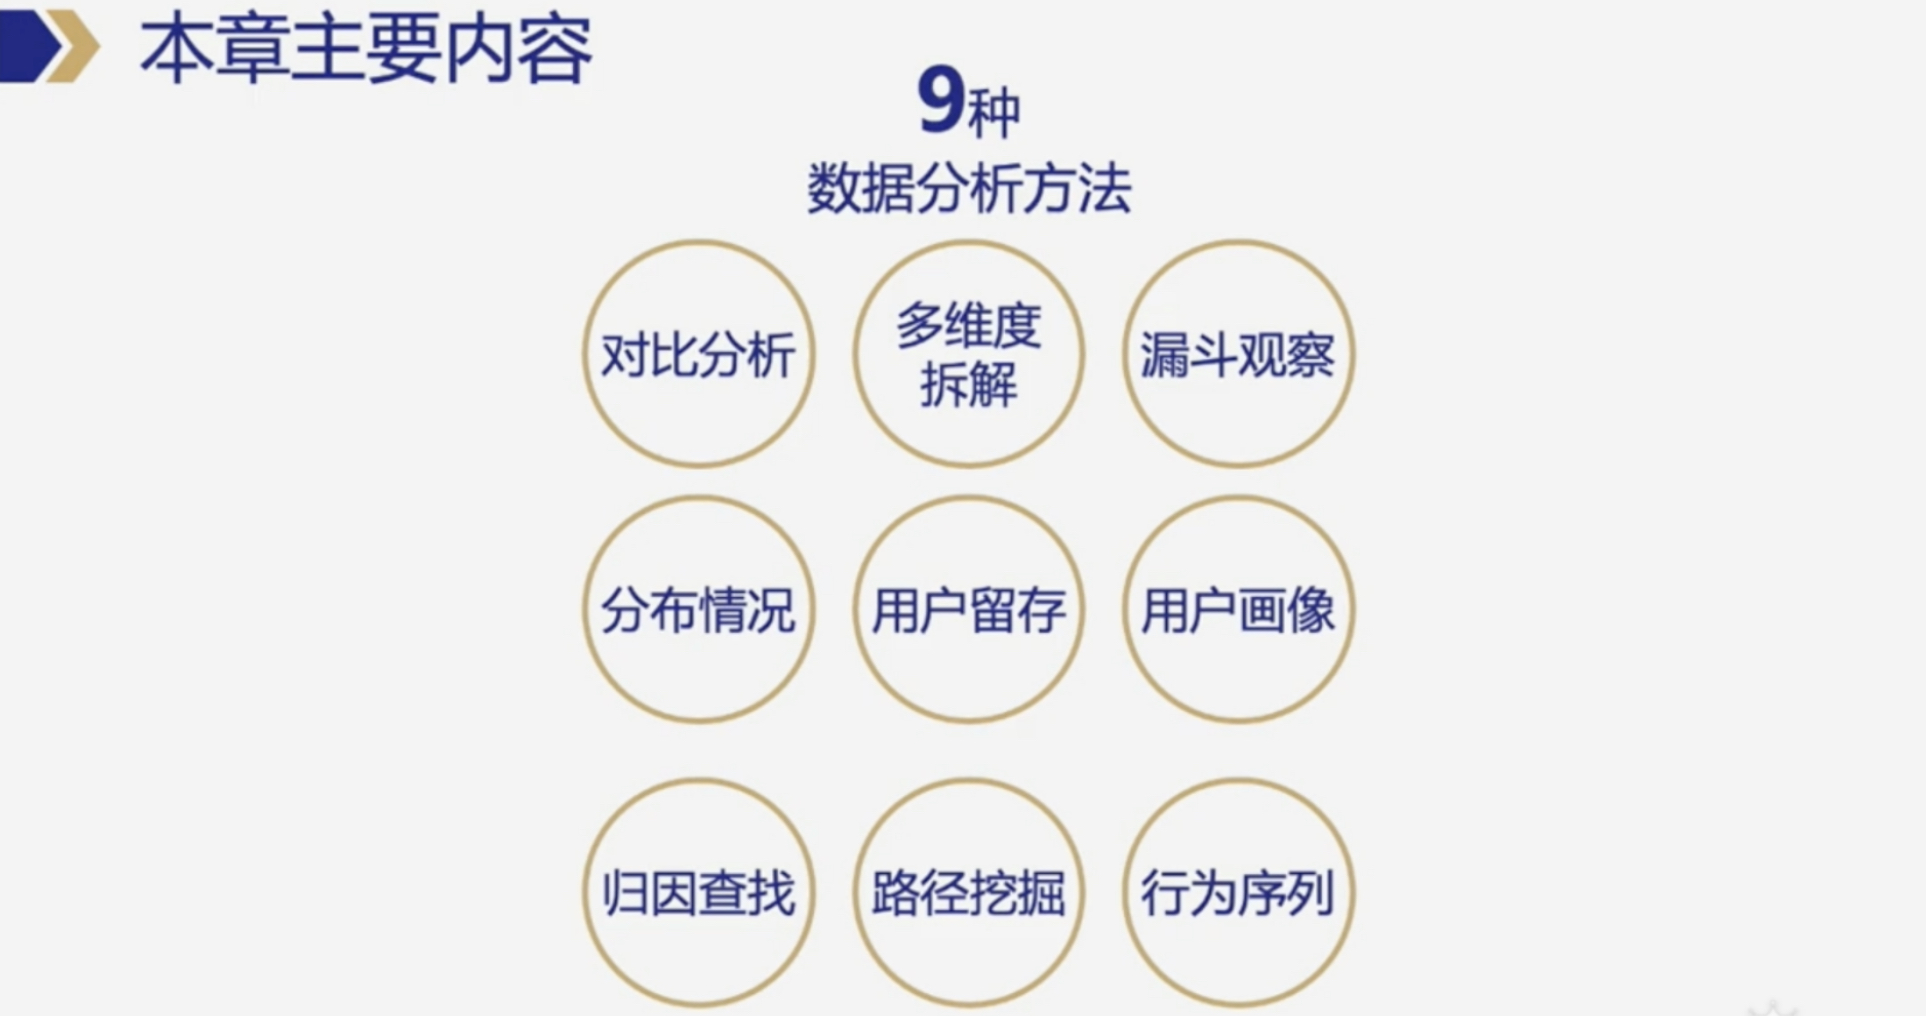 本章主要内容
9种
数据分析方法
对比分析
多维度
拆解
漏斗观察
分布情况
用户留存
用户画像
归因查找
路径挖掘
行为序列